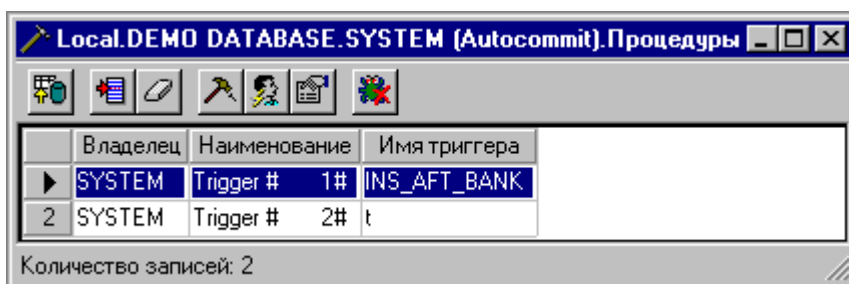 Local.DEMO DATABASE.SYSTEM (Autocommit).Процедуры
Владелец Наименование Имя триггера
SYSTEM Trigger # 1# INS_AFT_BANK
2 SYSTEM Trigger # 2# t
Количество записей: 2